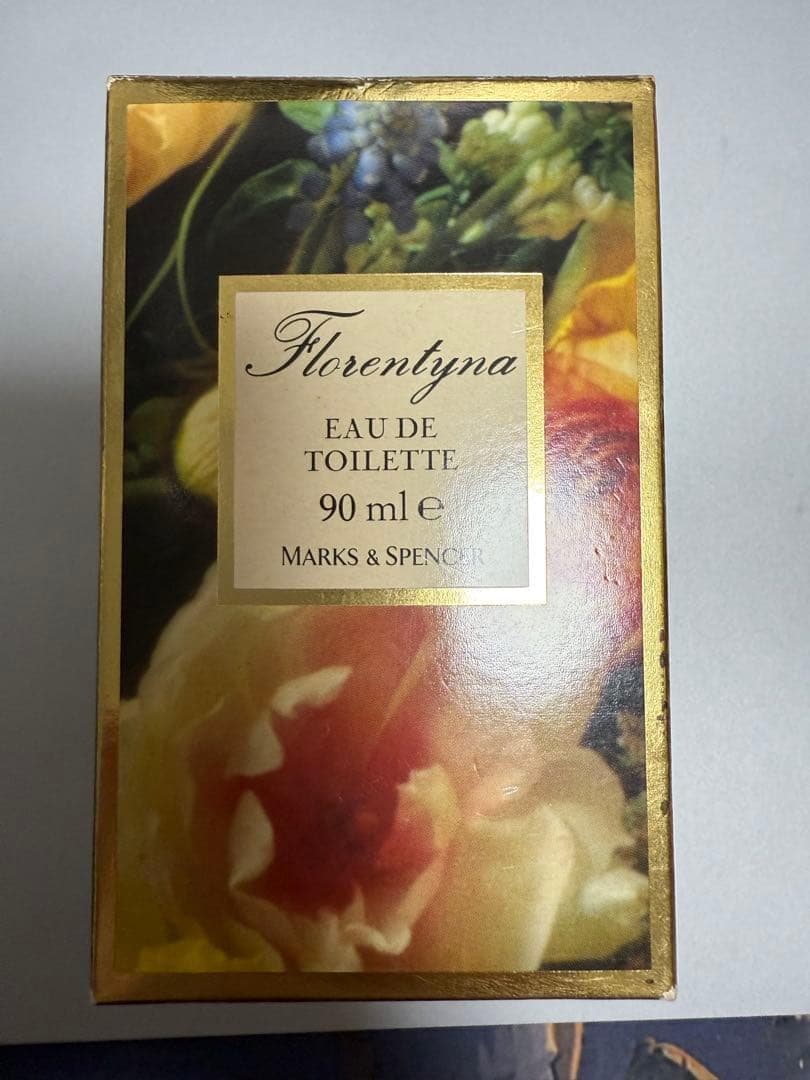 Florentyna
EAU DE
TOILETTE
90 ml ℮
MARKS & SPENCER